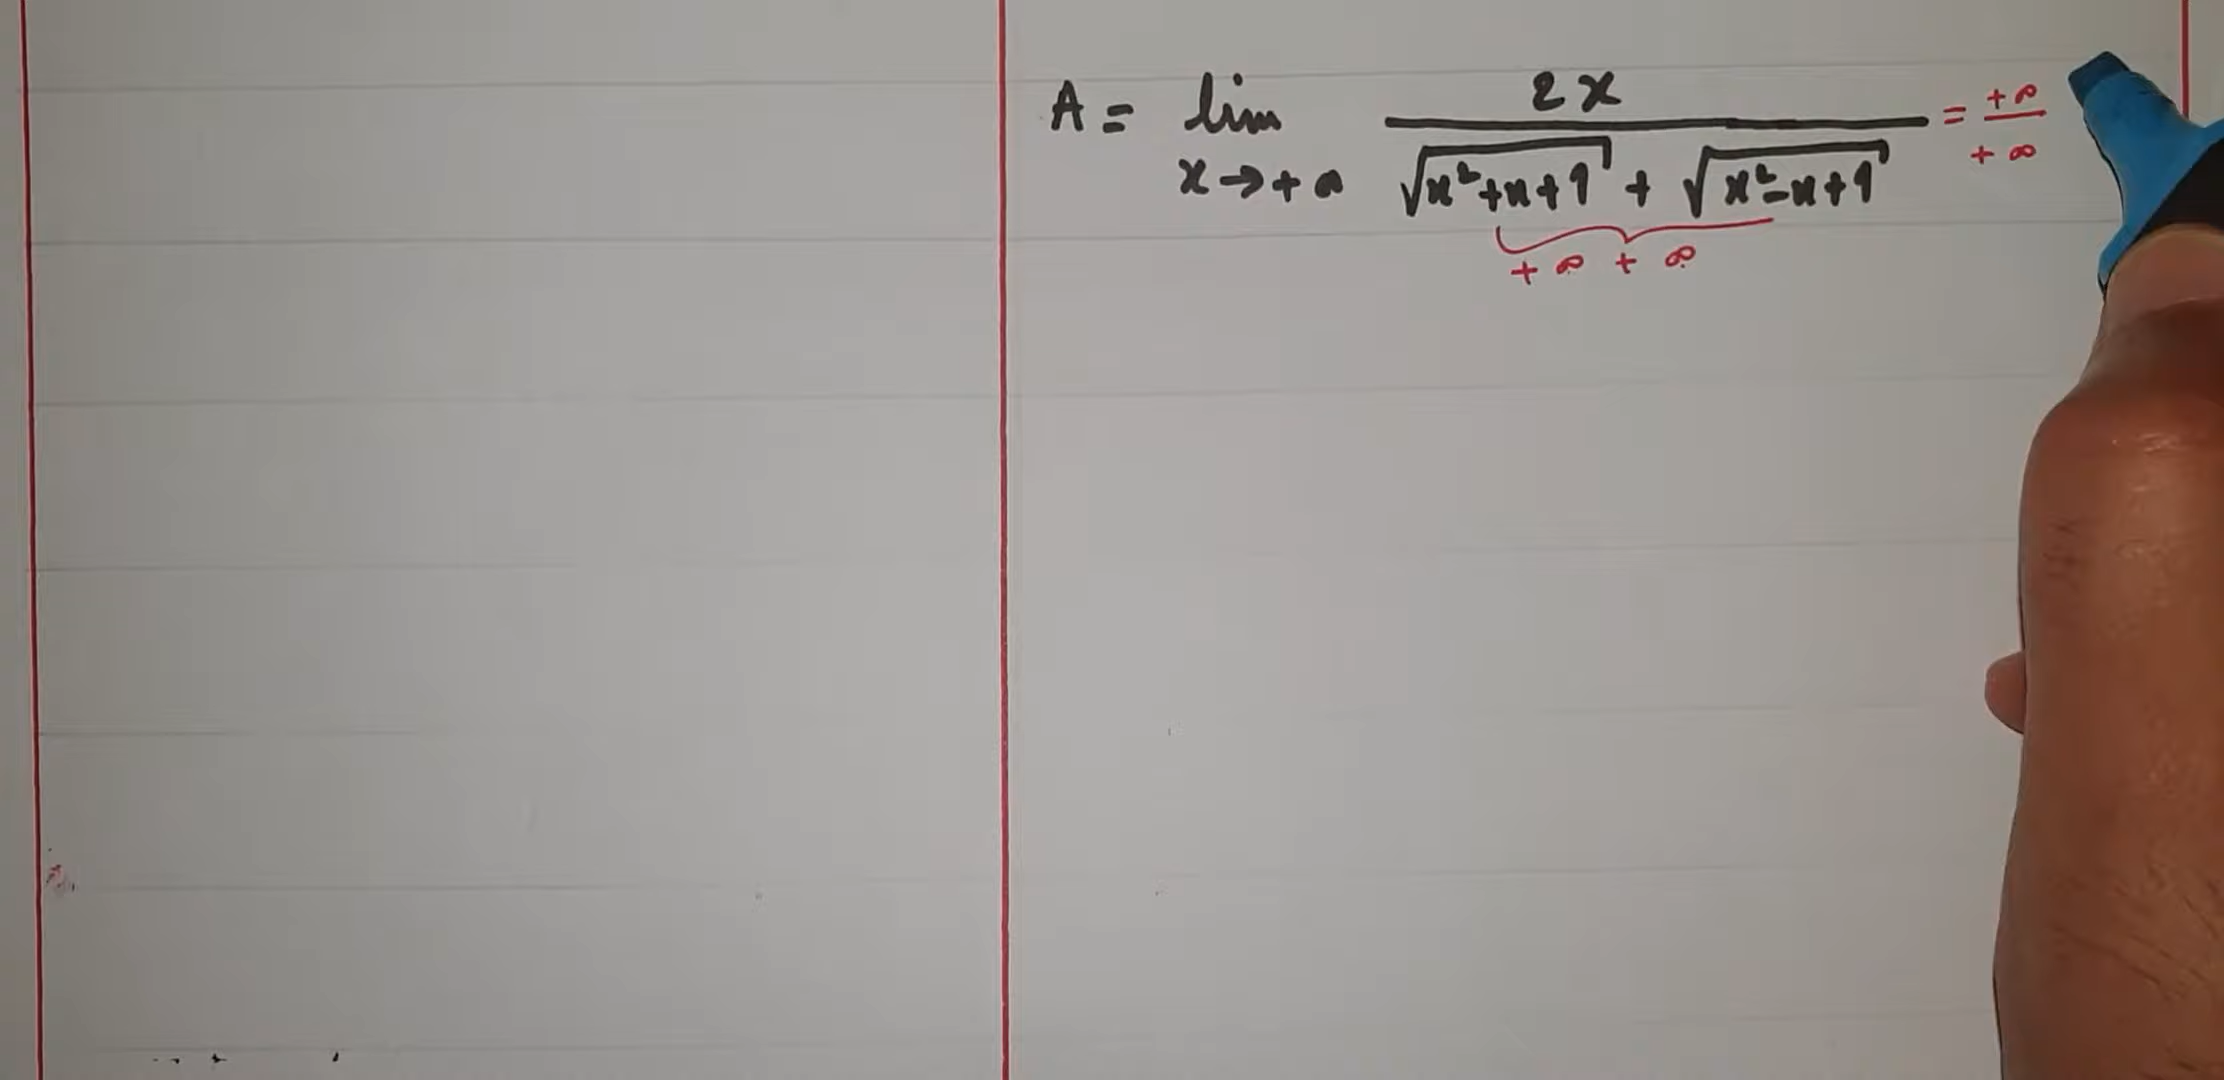 A = lim x→+∞ 2x / (√(x²+x+1) + √(x²-x+1)) = +∞ / +∞
+∞ + ∞